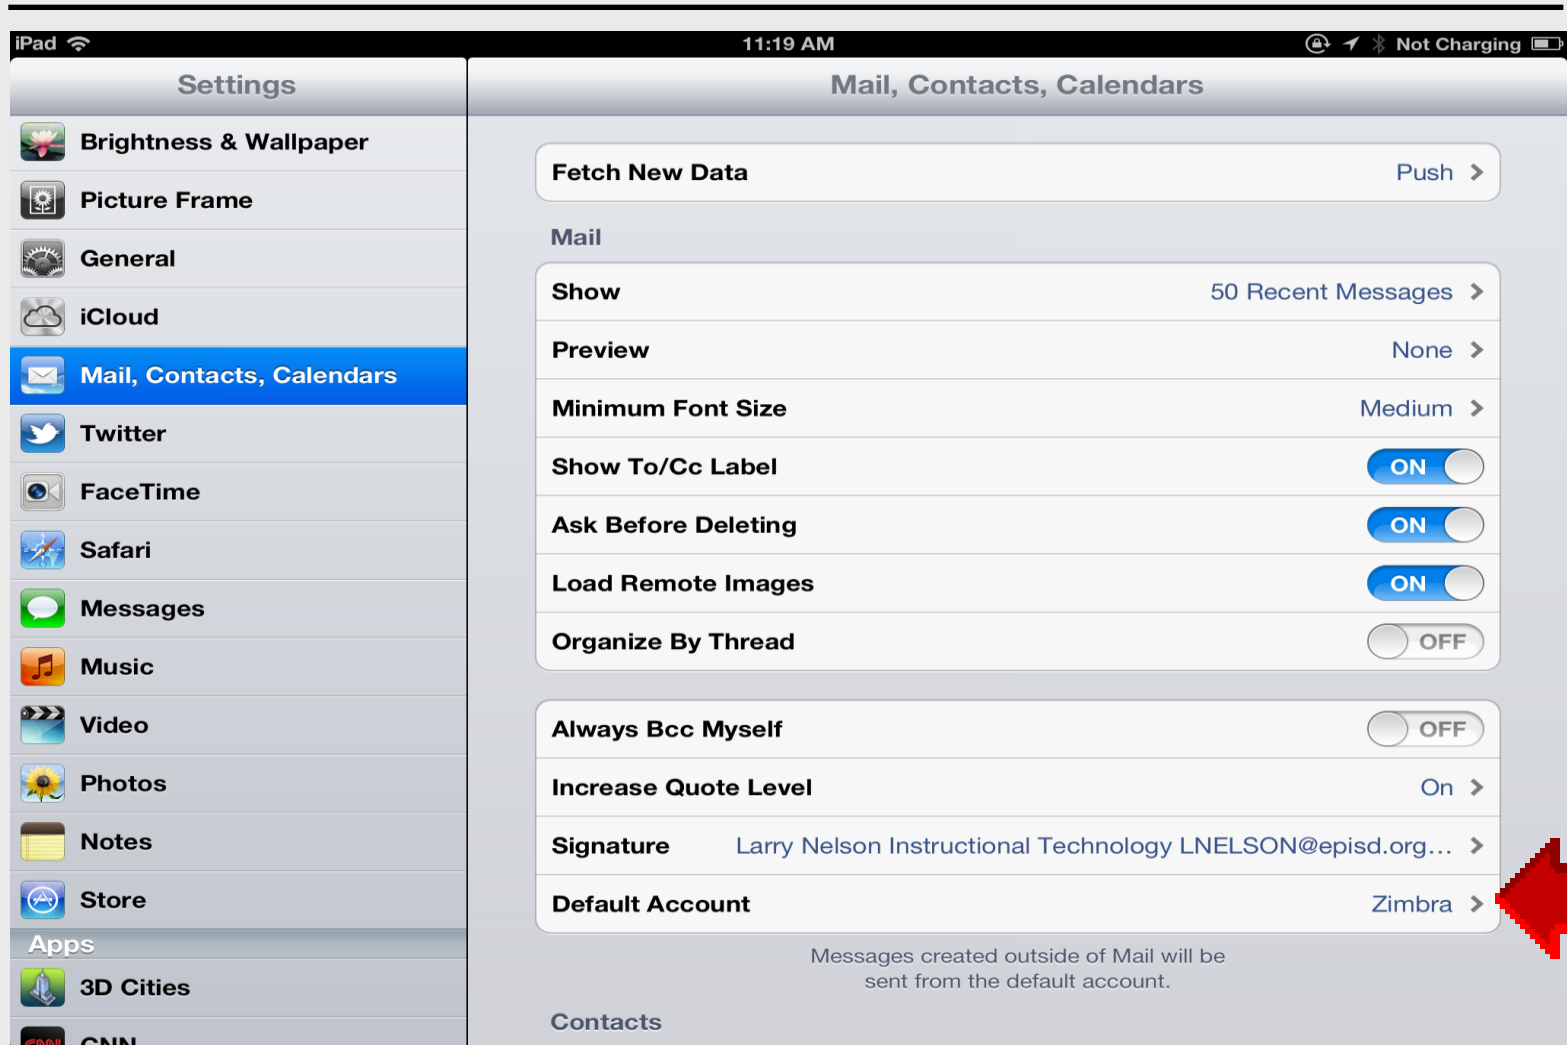 iPad 11:19 AM Not Charging
Settings
Brightness & Wallpaper
Picture Frame
General
iCloud
Mail, Contacts, Calendars
Twitter
FaceTime
Safari
Messages
Music
Video
Photos
Notes
Store
Apps
3D Cities
CNN
Mail, Contacts, Calendars
Fetch New Data Push
Mail
Show 50 Recent Messages
Preview None
Minimum Font Size Medium
Show To/Cc Label ON
Ask Before Deleting ON
Load Remote Images ON
Organize By Thread OFF
Always Bcc Myself OFF
Increase Quote Level On
Signature Larry Nelson Instructional Technology LNELSON@episd.org...
Default Account Zimbra
Messages created outside of Mail will be
sent from the default account.
Contacts